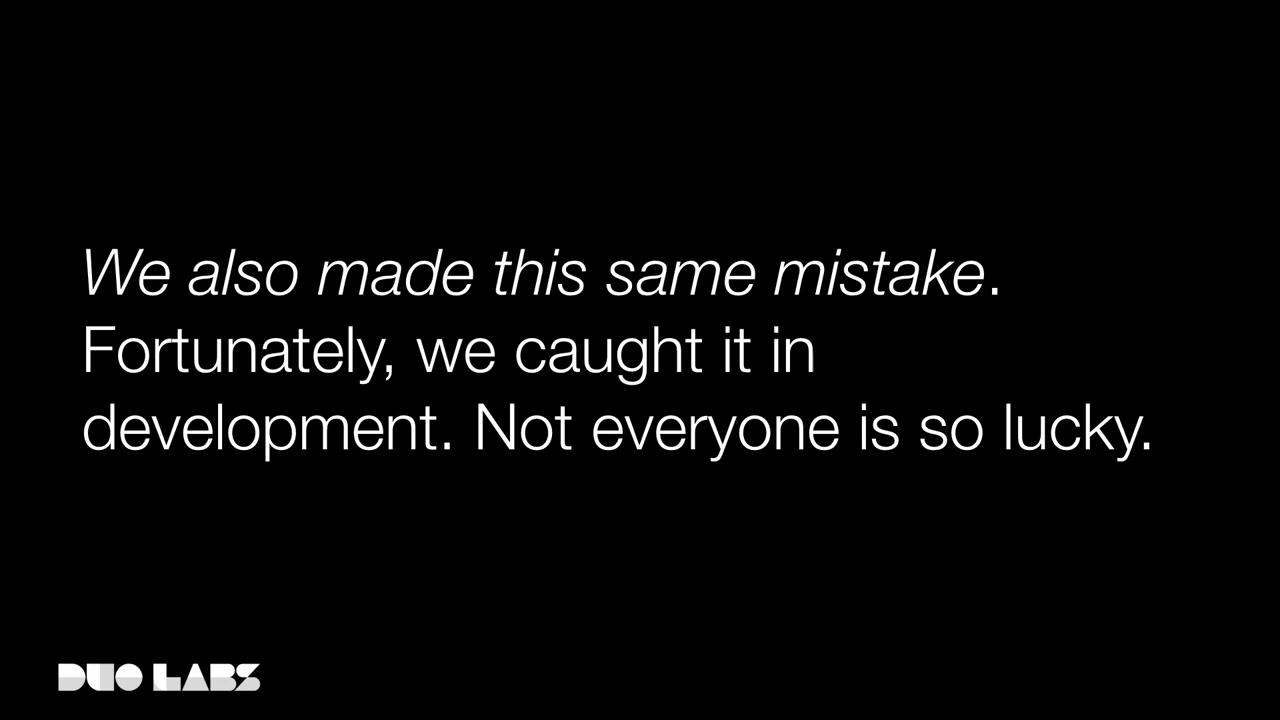 We also made this same mistake.
Fortunately, we caught it in
development. Not everyone is so lucky.
DUO LABS